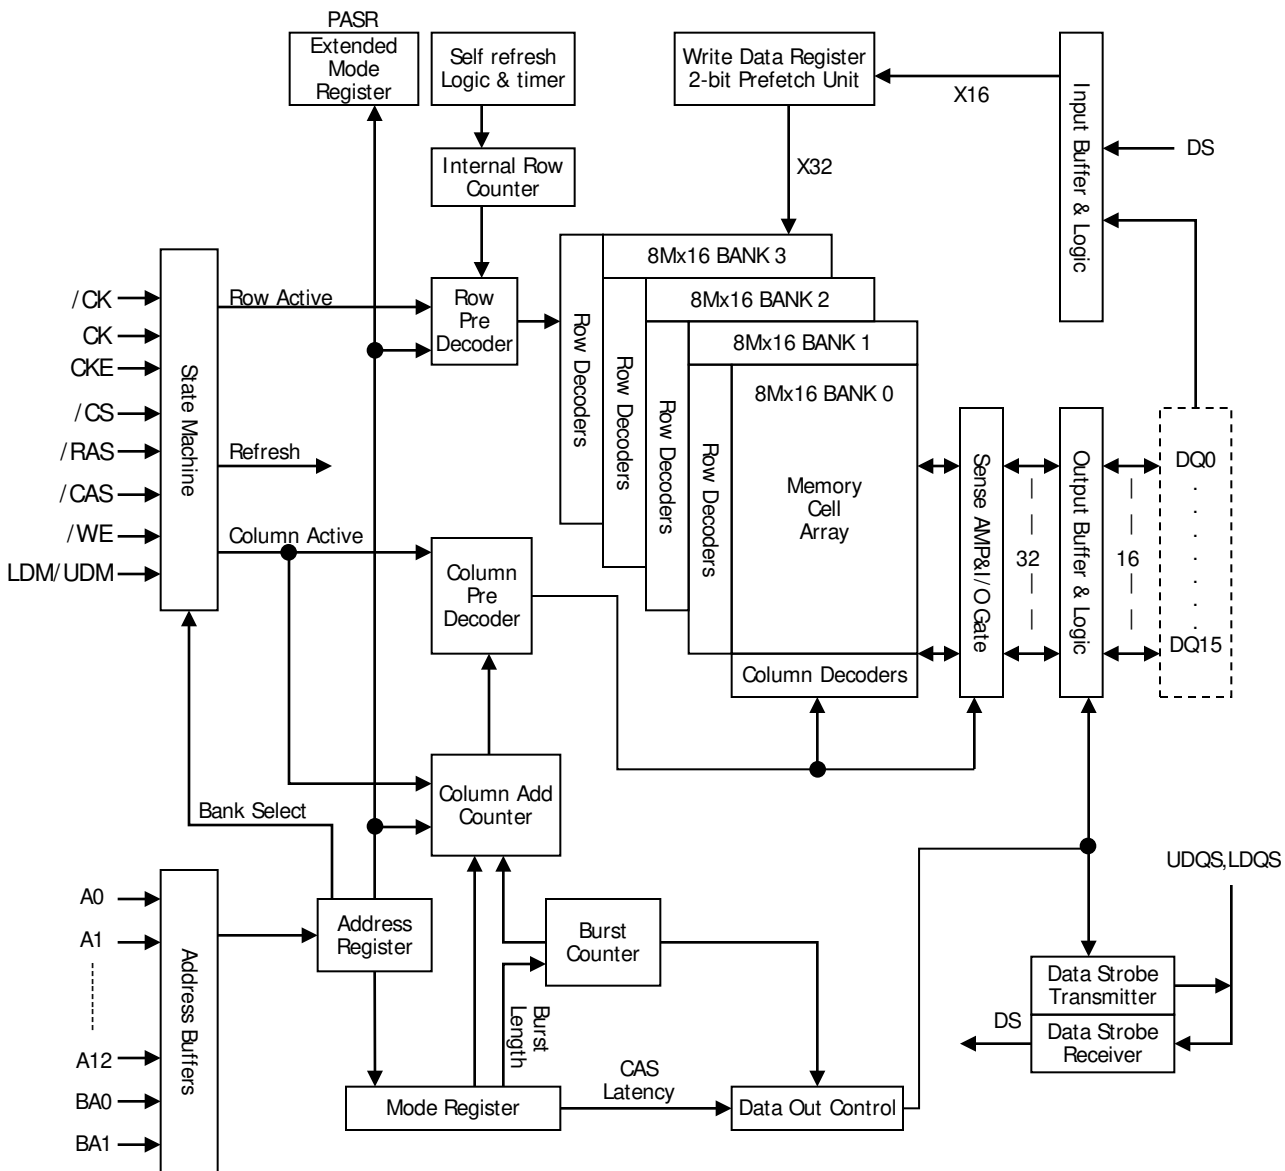 PASR
Extended
Mode
Register
Self refresh
Logic & timer
Write Data Register
2-bit Prefetch Unit
X16
Input Buffer & Logic
DS
Internal Row
Counter
X32
8Mx16 BANK 3
8Mx16 BANK 2
8Mx16 BANK 1
8Mx16 BANK 0
Row Decoders
Row Decoders
Row Decoders
Row Decoders
/CK
CK
CKE
/CS
/RAS
/CAS
/WE
LDM/UDM
State Machine
Row Active
Refresh
Column Active
Row
Pre
Decoder
Memory
Cell
Array
Sense AMP&I/O Gate
32
Output Buffer & Logic
16
DQ0
.
.
.
.
.
.
.
DQ15
Column
Pre
Decoder
Column Decoders
Column Add
Counter
Bank Select
A0
A1
A12
BA0
BA1
Address Buffers
Address
Register
Burst
Counter
Burst
Length
UDQS,LDQS
Data Strobe
Transmitter
DS
Data Strobe
Receiver
Mode Register
CAS
Latency
Data Out Control